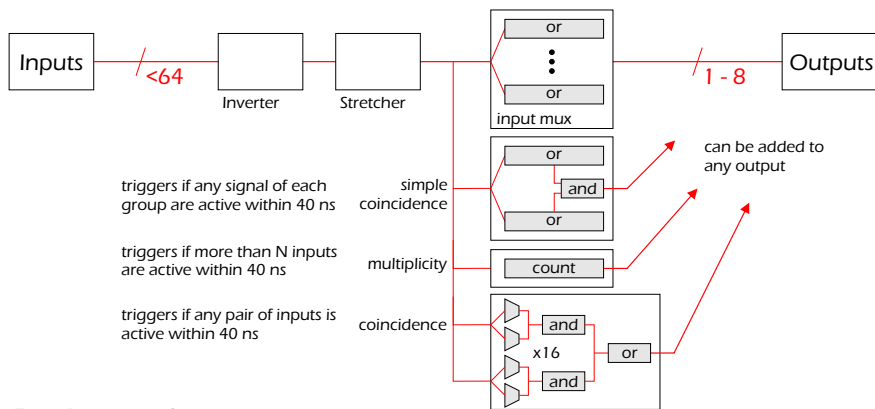 or
Inputs
<64
Inverter
Stretcher
or
input mux
1 - 8
Outputs
triggers if any signal of each
group are active within 40 ns
simple
coincidence
or
and
or
can be added to
any output
triggers if more than N inputs
are active within 40 ns
multiplicity
count
triggers if any pair of inputs is
active within 40 ns
coincidence
and
x16
or
and